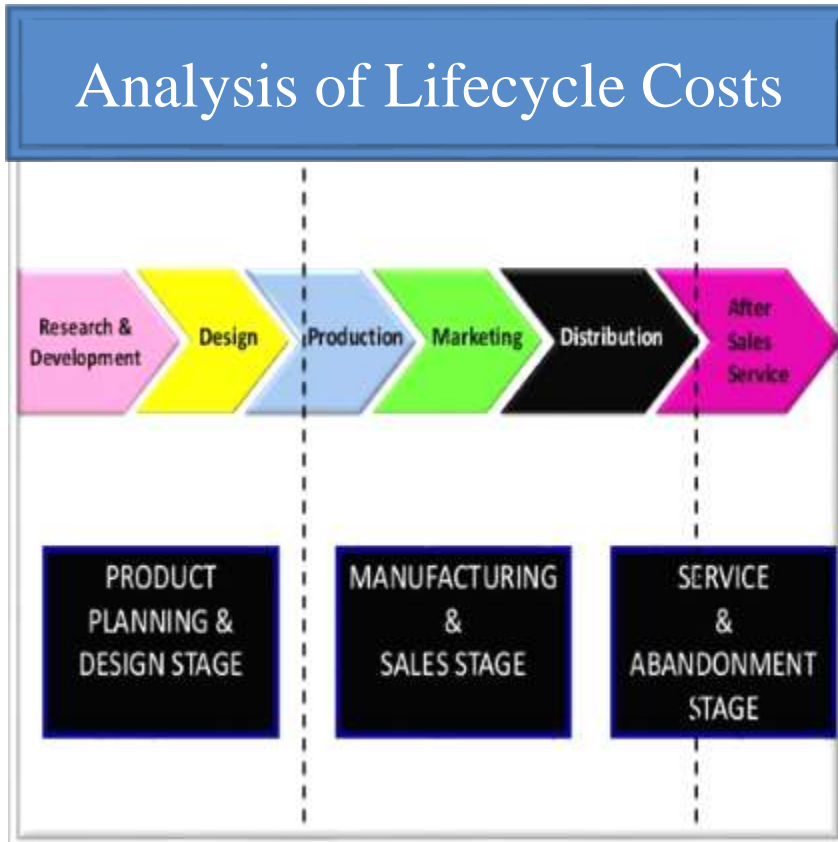 Analysis of Lifecycle Costs
Research &
Development
Design
Production
Marketing
Distribution
After
Sales
Service
PRODUCT
PLANNING &
DESIGN STAGE
MANUFACTURING
&
SALES STAGE
SERVICE
&
ABANDONMENT
STAGE